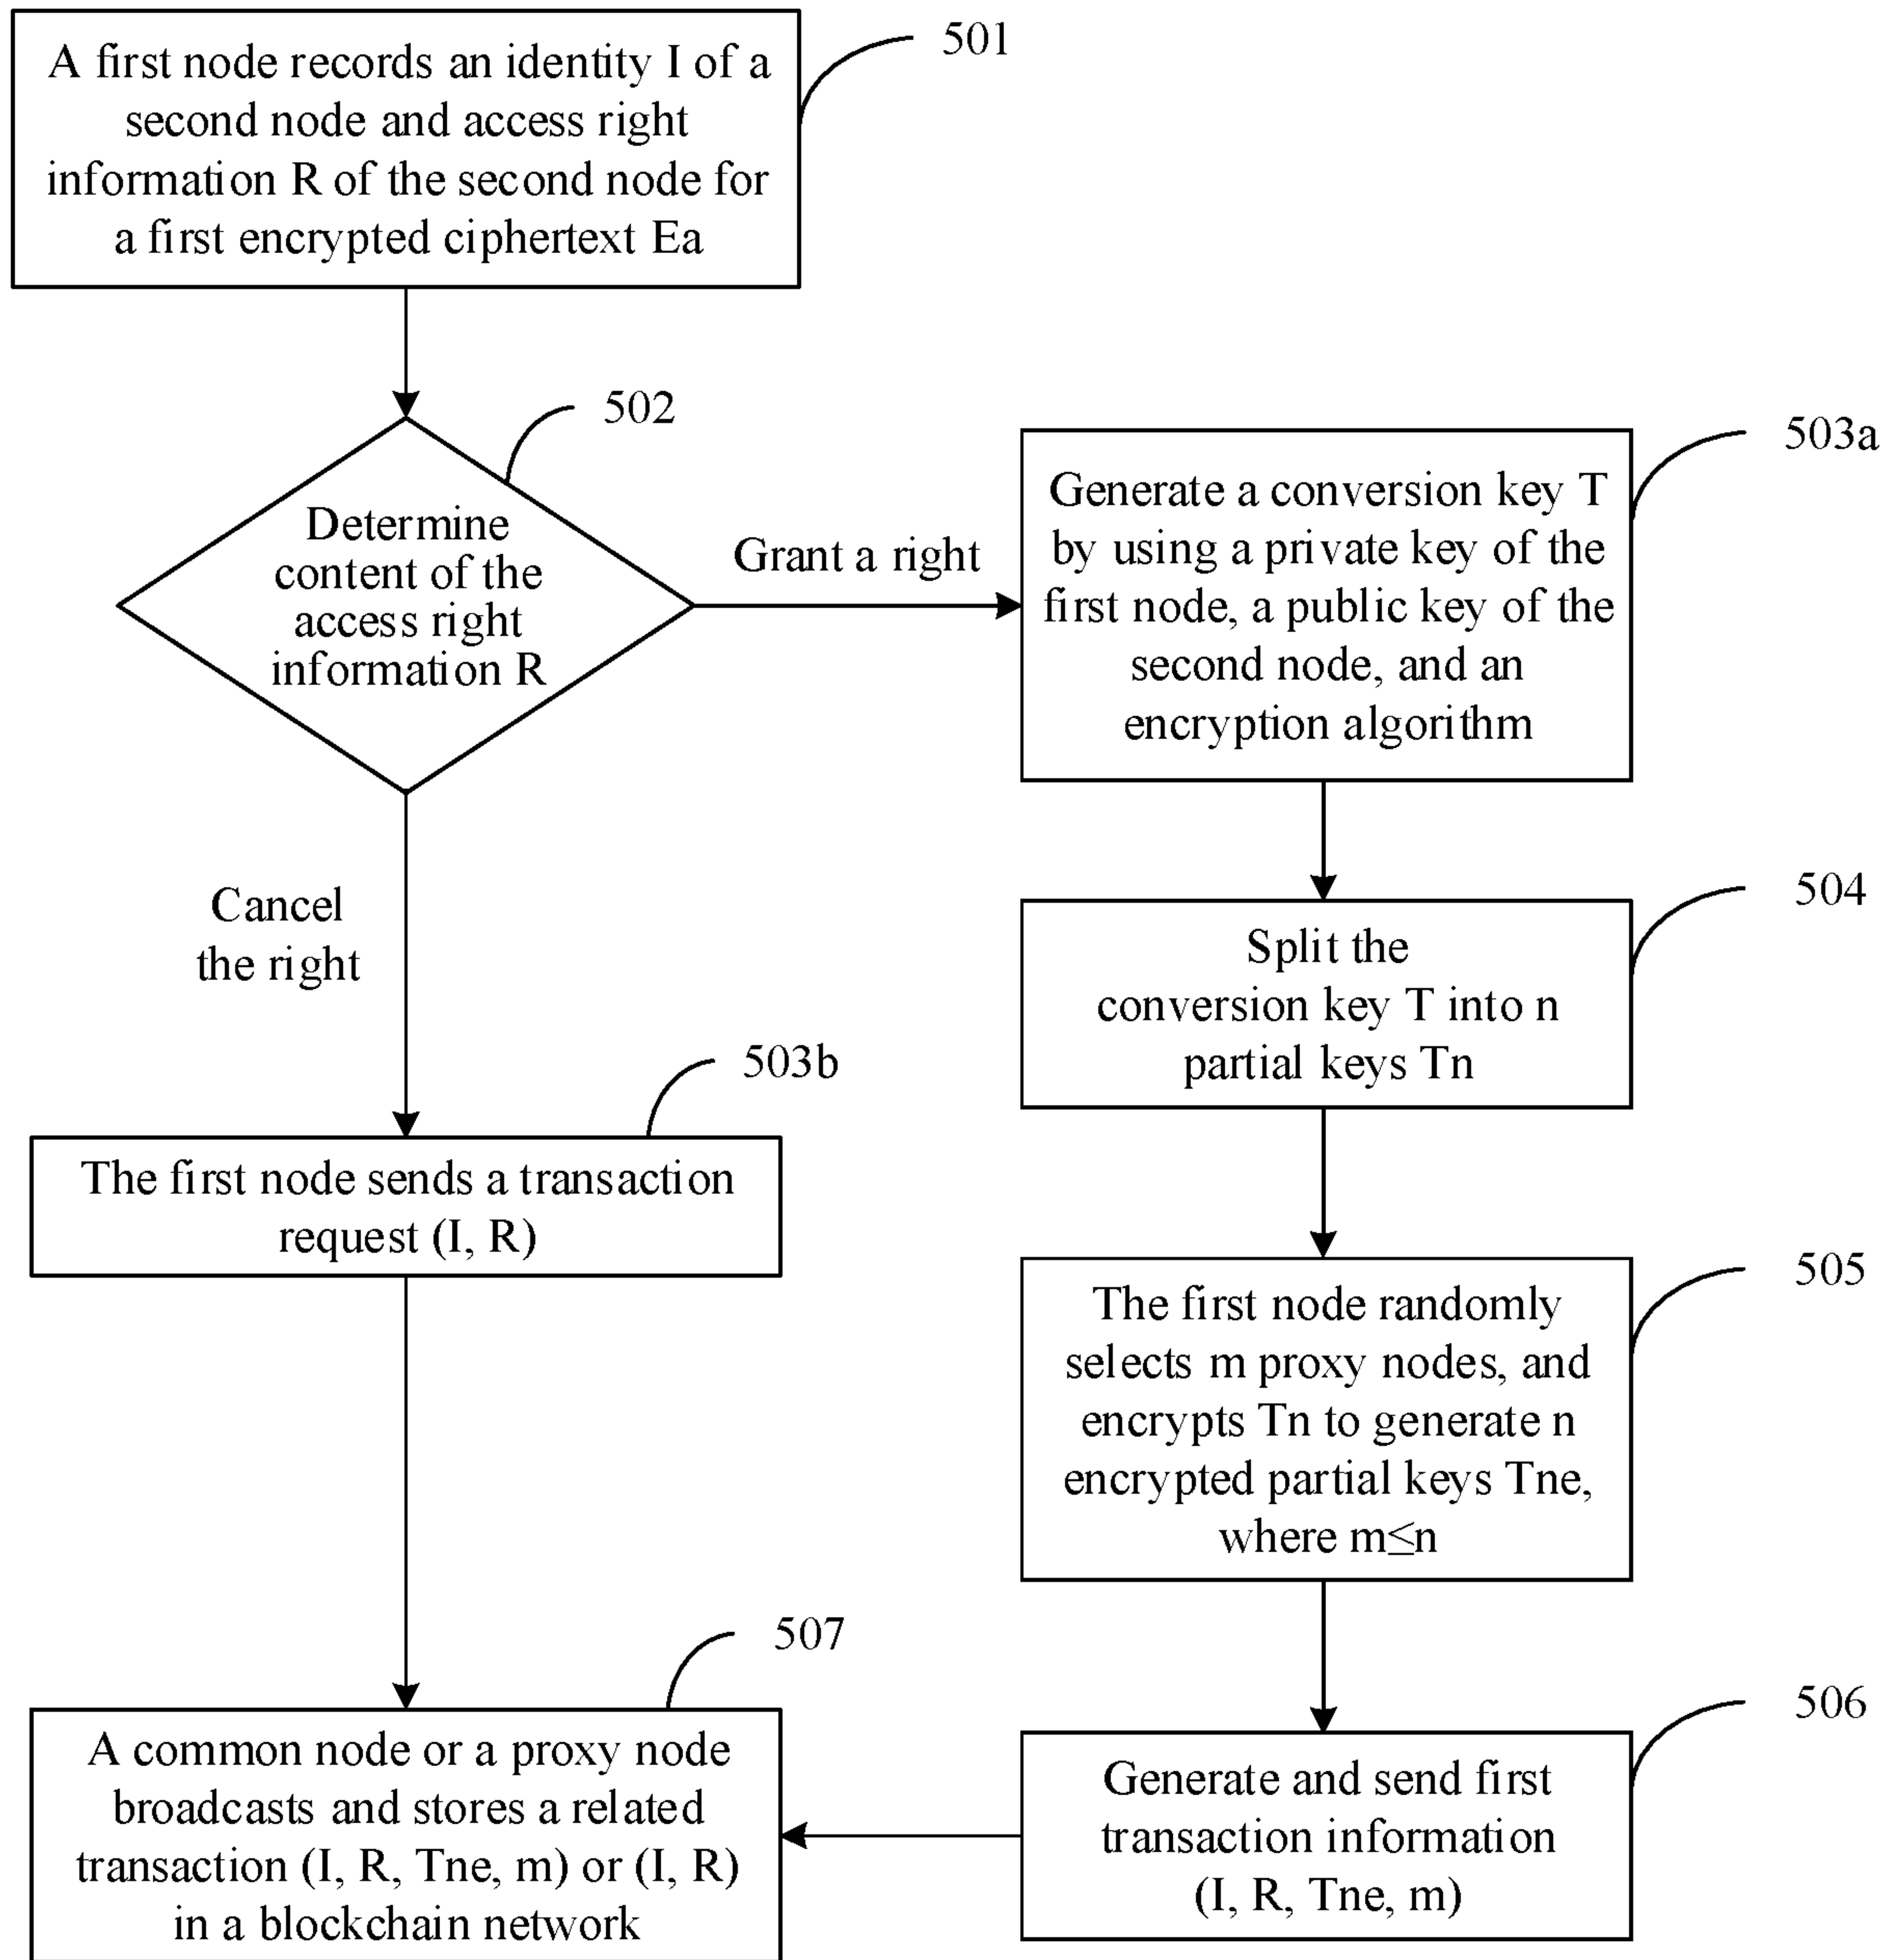 A first node records an identity I of a
second node and access right
information R of the second node for
a first encrypted ciphertext Ea
501
502
Determine
content of the
access right
information R
Grant a right
503a
Generate a conversion key T
by using a private key of the
first node, a public key of the
second node, and an
encryption algorithm
Cancel
the right
504
Split the
conversion key T into n
partial keys Tn
503b
The first node sends a transaction
request (I, R)
505
The first node randomly
selects m proxy nodes, and
encrypts Tn to generate n
encrypted partial keys Tne,
where m≤n
506
Generate and send first
transaction information
(I, R, Tne, m)
507
A common node or a proxy node
broadcasts and stores a related
transaction (I, R, Tne, m) or (I, R)
in a blockchain network